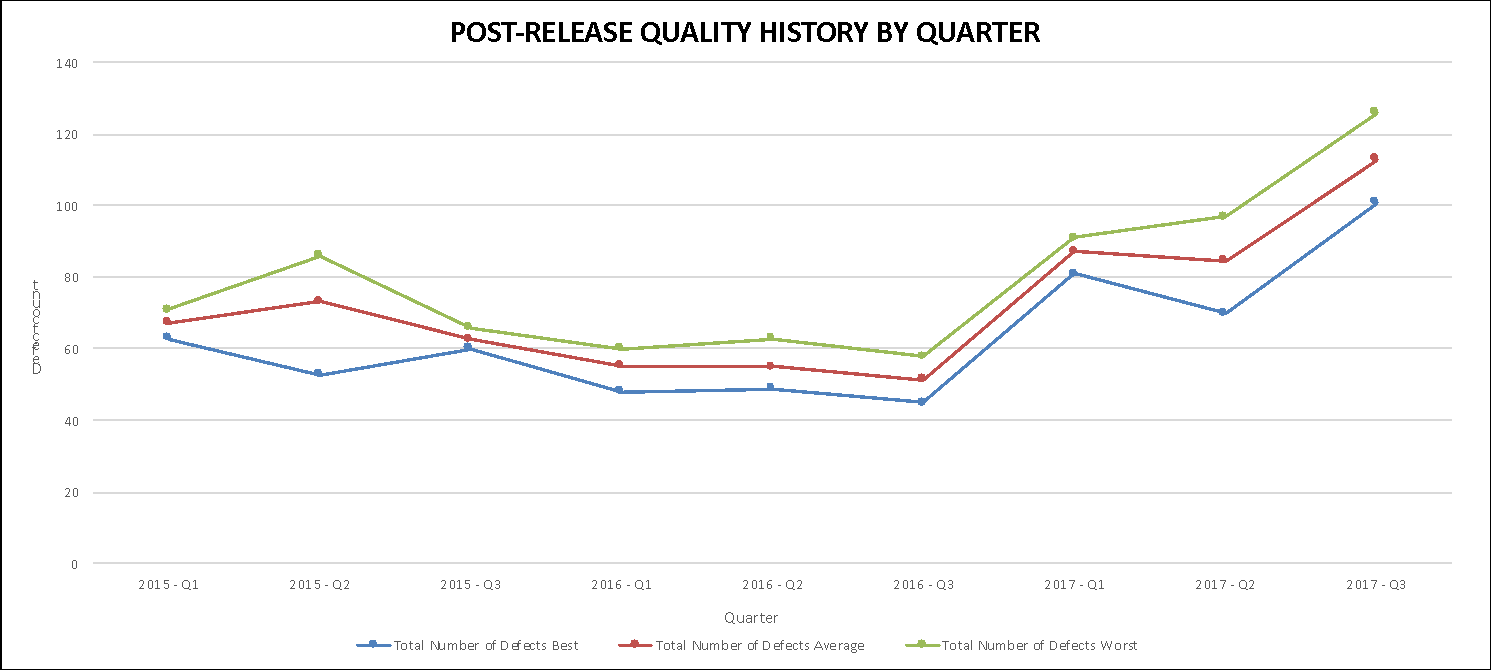 POST-RELEASE QUALITY HISTORY BY QUARTER
140
120
100
80
60
40
20
0
Defect Count
2015 - Q1 2015 - Q2 2015 - Q3 2016 - Q1 2016 - Q2 2016 - Q3 2017 - Q1 2017 - Q2 2017 - Q3
Quarter
Total Number of Defects Best Total Number of Defects Average Total Number of Defects Worst